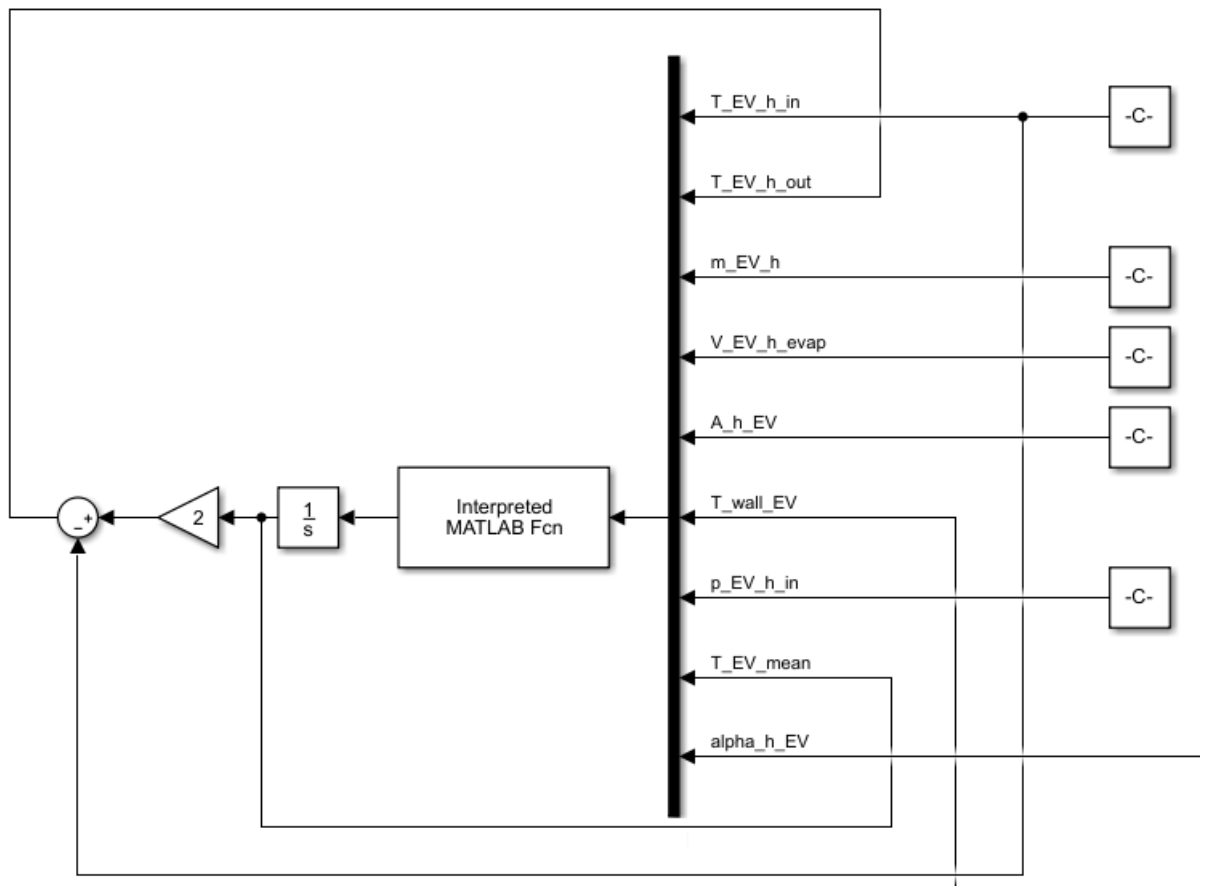 T_EV_h_in
-C-
T_EV_h_out
m_EV_h
-C-
V_EV_h_evap
-C-
A_h_EV
-C-
T_wall_EV
Interpreted
MATLAB Fcn
1
s
2
+
−
p_EV_h_in
-C-
T_EV_mean
alpha_h_EV